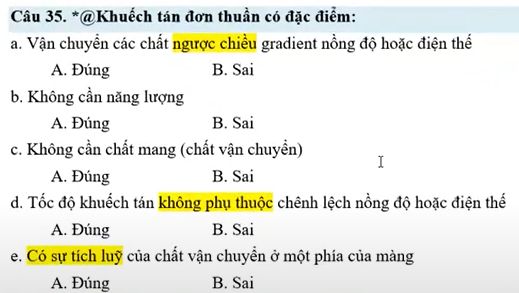 Câu 35. *@Khuếch tán đơn thuần có đặc điểm:
a. Vận chuyển các chất ngược chiều gradient nồng độ hoặc điện thế
A. Đúng B. Sai
b. Không cần năng lượng
A. Đúng B. Sai
c. Không cần chất mang (chất vận chuyển)
A. Đúng B. Sai
d. Tốc độ khuếch tán không phụ thuộc chênh lệch nồng độ hoặc điện thế
A. Đúng B. Sai
e. Có sự tích luỹ của chất vận chuyển ở một phía của màng
A. Đúng B. Sai